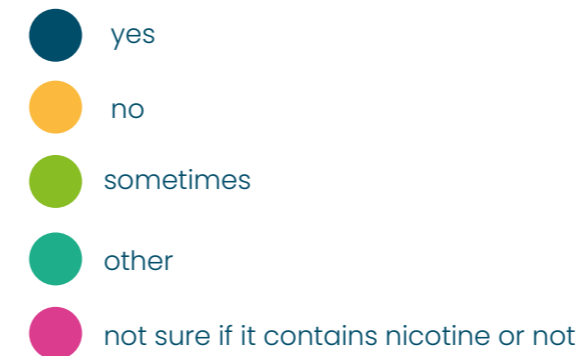 yes
no
sometimes
other
not sure if it contains nicotine or not